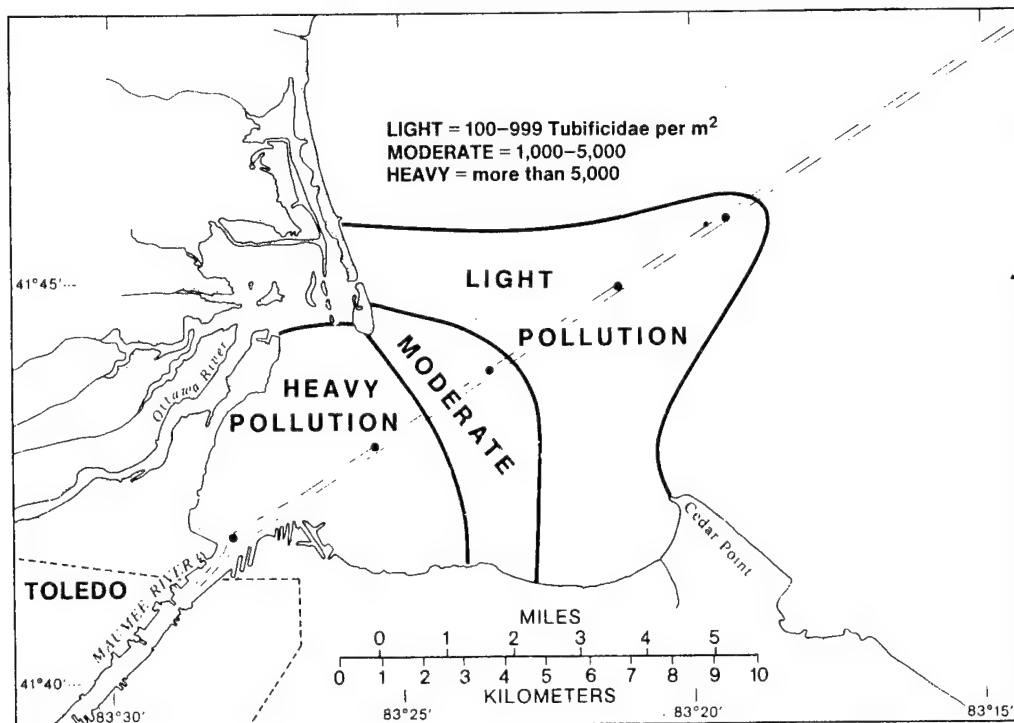 LIGHT = 100–999 Tubificidae per m²
MODERATE = 1,000–5,000
HEAVY = more than 5,000
41°45'
LIGHT
POLLUTION
MODERATE
HEAVY
POLLUTION
Ottawa River
Cedar Point
TOLEDO
MAUMEE RIVER
MILES
0 1 2 3 4 5
0 1 2 3 4 5 6 7 8 9 10
KILOMETERS
41°40'
83°30' 83°25' 83°20' 83°15'